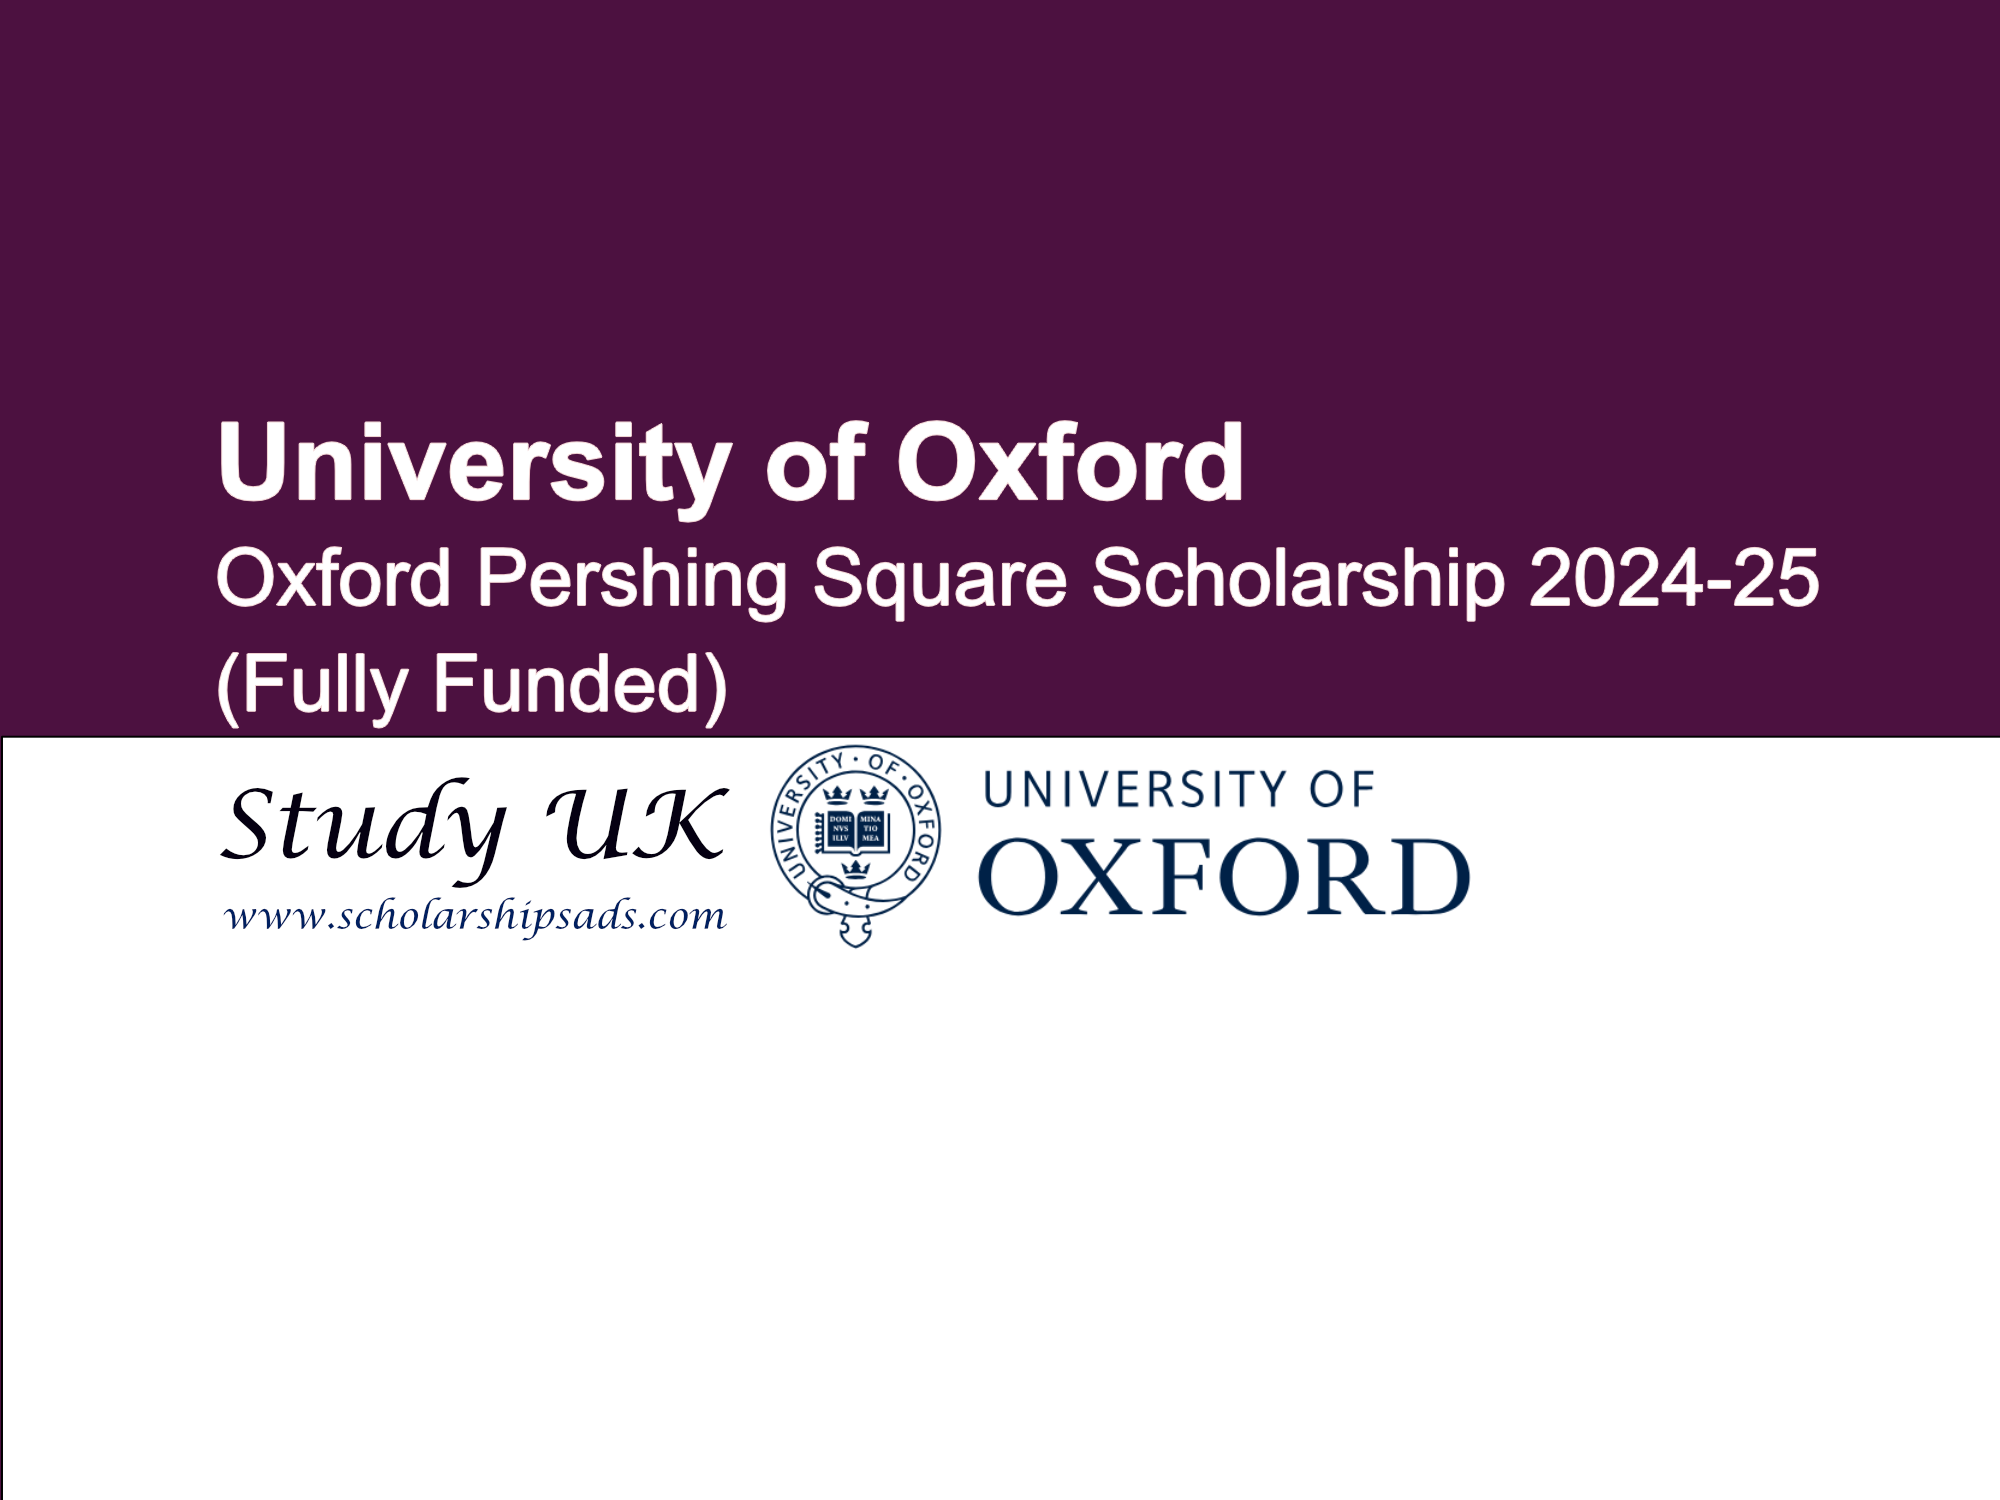 University of Oxford
Oxford Pershing Square Scholarship 2024-25
(Fully Funded)
Study UK
www.scholarshipsads.com
UNIVERSITY · OF · OXFORD
DOMI MINA
NVS TIO
ILLV MEA
UNIVERSITY OF
OXFORD